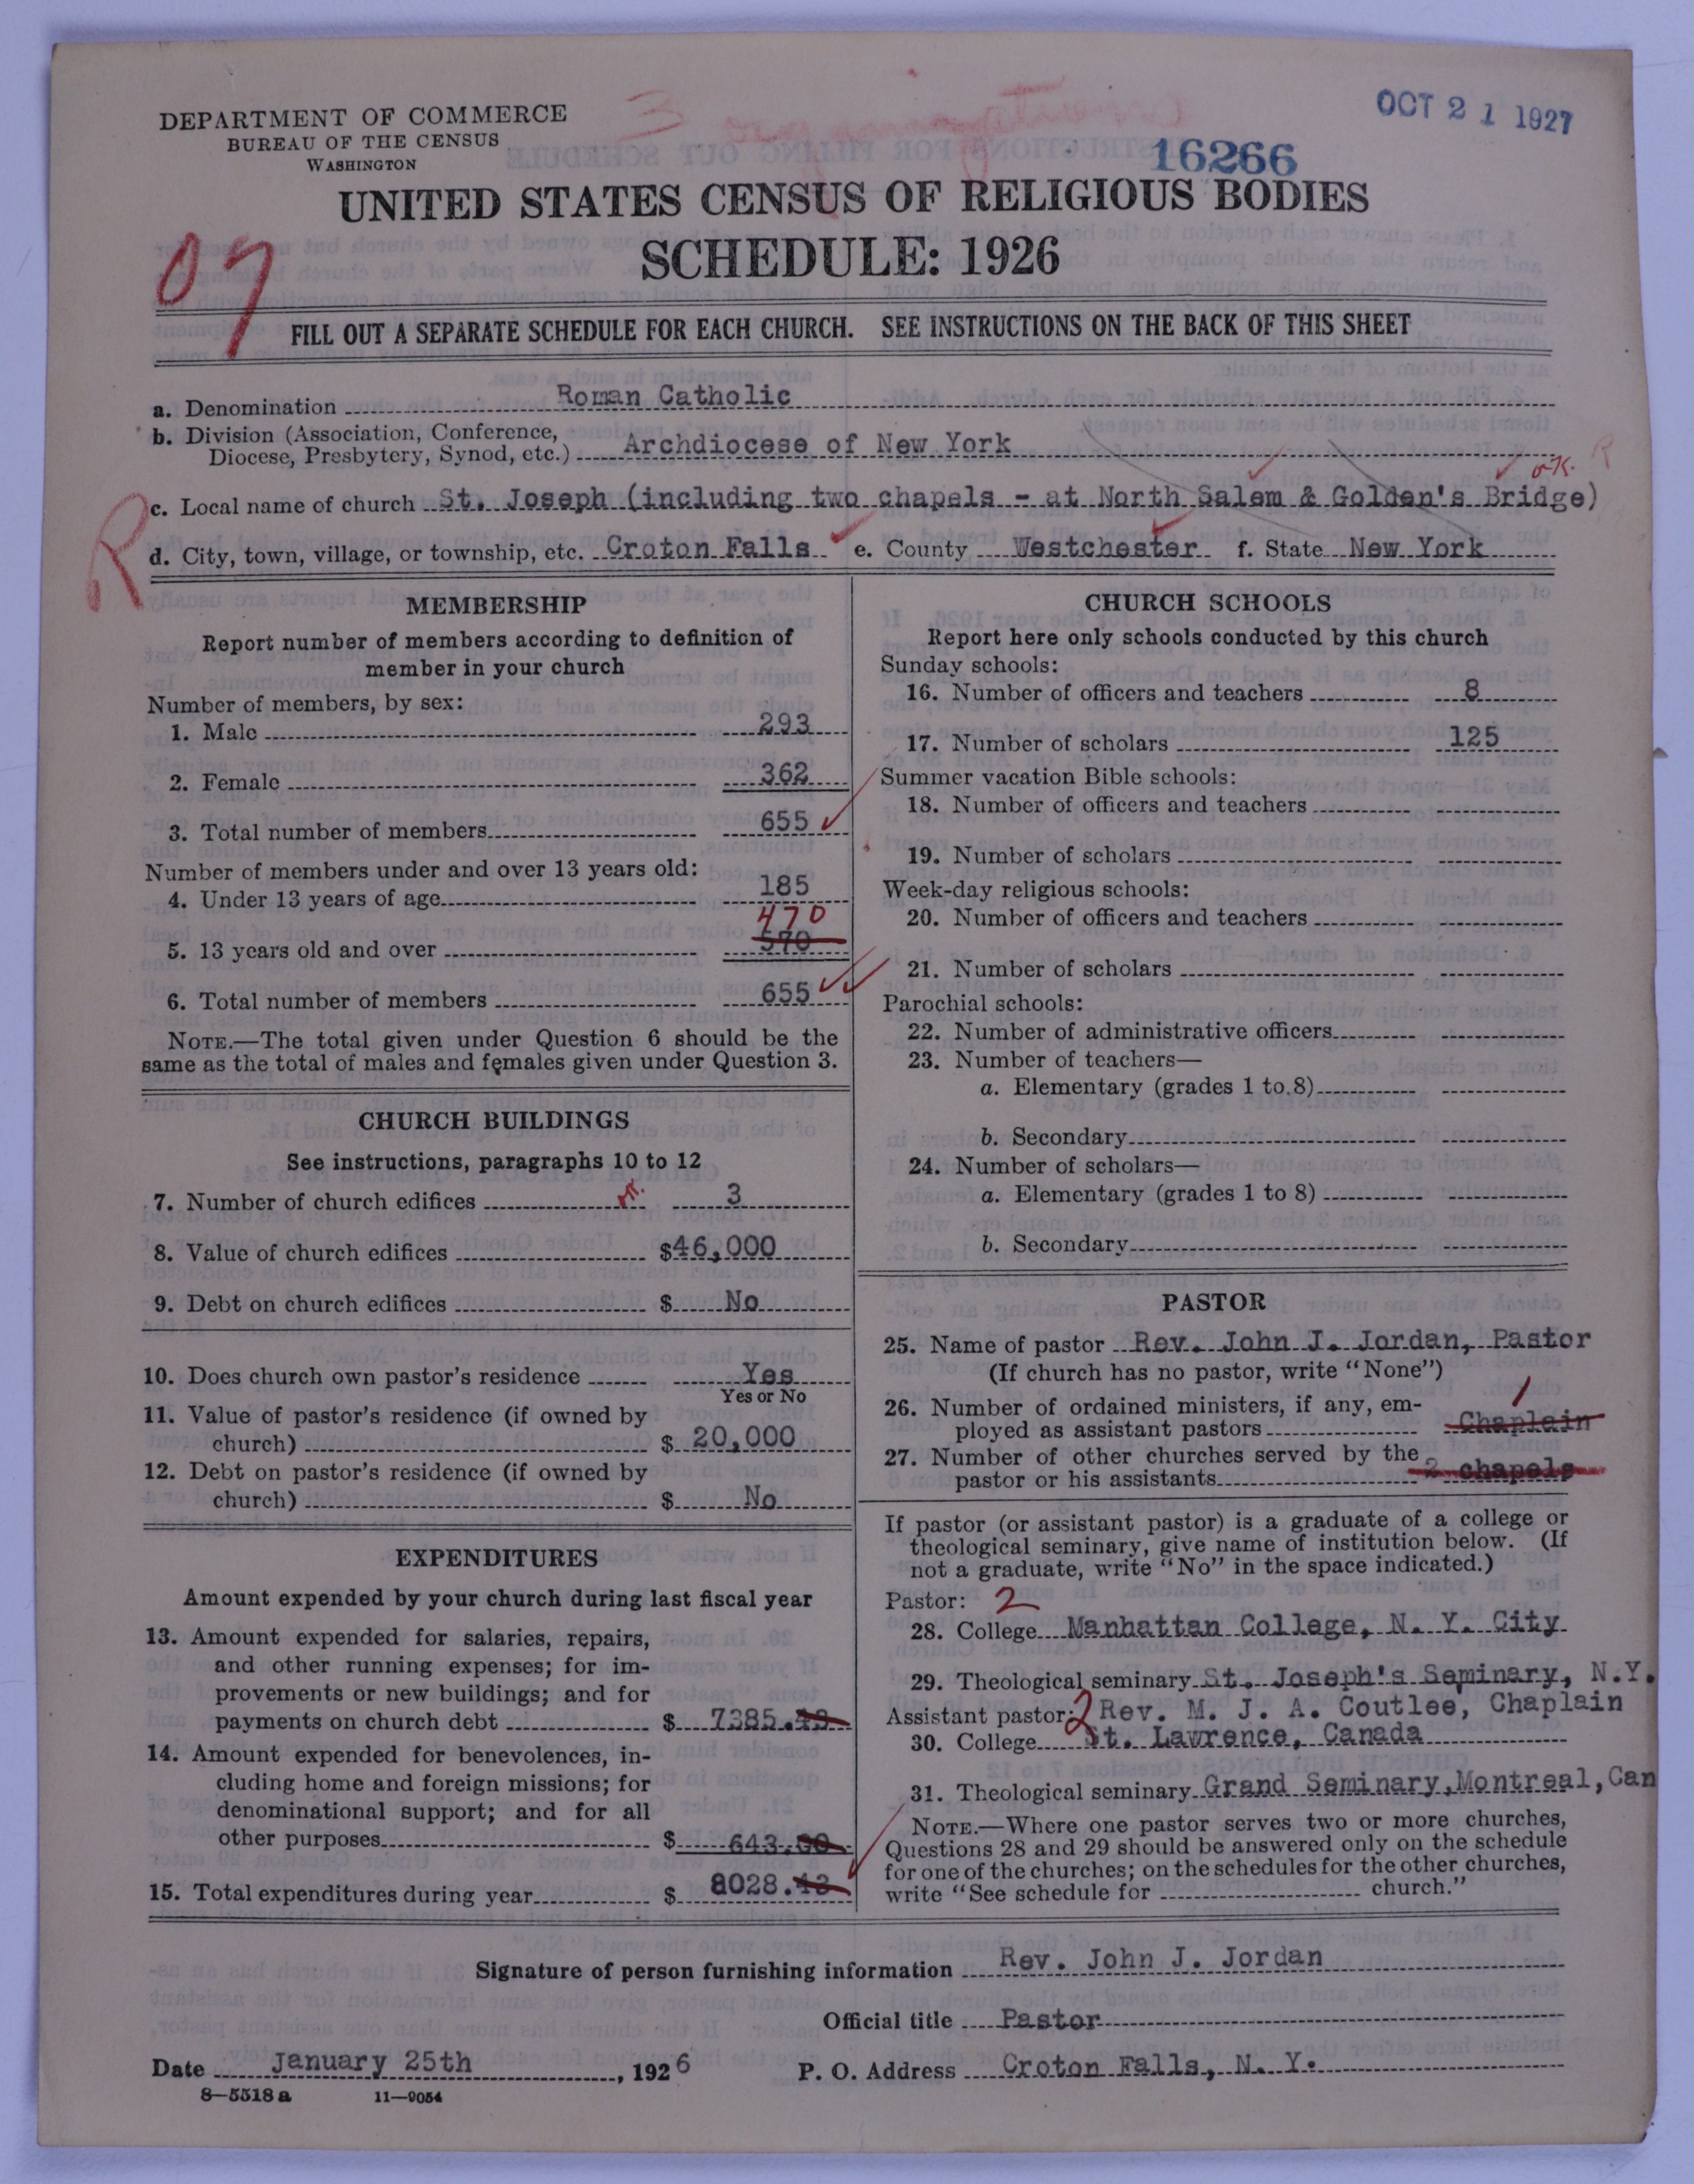 OCT 21 1927
DEPARTMENT OF COMMERCE
BUREAU OF THE CENSUS
WASHINGTON
16266
UNITED STATES CENSUS OF RELIGIOUS BODIES
SCHEDULE: 1926
09
FILL OUT A SEPARATE SCHEDULE FOR EACH CHURCH. SEE INSTRUCTIONS ON THE BACK OF THIS SHEET
a. Denomination Roman Catholic
b. Division (Association, Conference,
Diocese, Presbytery, Synod, etc.) Archdiocese of New York
o.K. R
R
c. Local name of church St. Joseph (including two chapels - at North Salem & Golden's Bridge)
d. City, town, village, or township, etc. Croton Falls e. County Westchester f. State New York
MEMBERSHIP
Report number of members according to definition of
member in your church
Number of members, by sex:
1. Male 293
2. Female 362
3. Total number of members 655
Number of members under and over 13 years old:
4. Under 13 years of age 185
470
5. 13 years old and over 570
6. Total number of members 655
NOTE.—The total given under Question 6 should be the
same as the total of males and females given under Question 3.
CHURCH BUILDINGS
See instructions, paragraphs 10 to 12
7. Number of church edifices 3
8. Value of church edifices $46,000
9. Debt on church edifices $ No
10. Does church own pastor's residence Yes
Yes or No
11. Value of pastor's residence (if owned by
church) $ 20,000
12. Debt on pastor's residence (if owned by
church) $ No
EXPENDITURES
Amount expended by your church during last fiscal year
13. Amount expended for salaries, repairs,
and other running expenses; for im-
provements or new buildings; and for
payments on church debt $ 7385.43
14. Amount expended for benevolences, in-
cluding home and foreign missions; for
denominational support; and for all
other purposes $ 643.00
15. Total expenditures during year $ 8028.43
CHURCH SCHOOLS
Report here only schools conducted by this church
Sunday schools:
16. Number of officers and teachers 8
17. Number of scholars 125
Summer vacation Bible schools:
18. Number of officers and teachers
19. Number of scholars
Week-day religious schools:
20. Number of officers and teachers
21. Number of scholars
Parochial schools:
22. Number of administrative officers
23. Number of teachers—
a. Elementary (grades 1 to 8)
b. Secondary
24. Number of scholars—
a. Elementary (grades 1 to 8)
b. Secondary
PASTOR
25. Name of pastor Rev. John J. Jordan, Pastor
(If church has no pastor, write "None")
26. Number of ordained ministers, if any, em- 1
ployed as assistant pastors Chaplain
27. Number of other churches served by the
pastor or his assistants 2 chapels
If pastor (or assistant pastor) is a graduate of a college or
theological seminary, give name of institution below. (If
not a graduate, write "No" in the space indicated.)
Pastor: 2
28. College Manhattan College, N. Y. City
29. Theological seminary St. Joseph's Seminary, N.Y.
Assistant pastor: 2 Rev. M. J. A. Coutlee, Chaplain
30. College St. Lawrence, Canada
31. Theological seminary Grand Seminary, Montreal, Can
NOTE.—Where one pastor serves two or more churches,
Questions 28 and 29 should be answered only on the schedule
for one of the churches; on the schedules for the other churches,
write "See schedule for church."
Signature of person furnishing information Rev. John J. Jordan
Official title Pastor
Date January 25th, 1926 P. O. Address Croton Falls, N. Y.
8—5518 a 11—9054